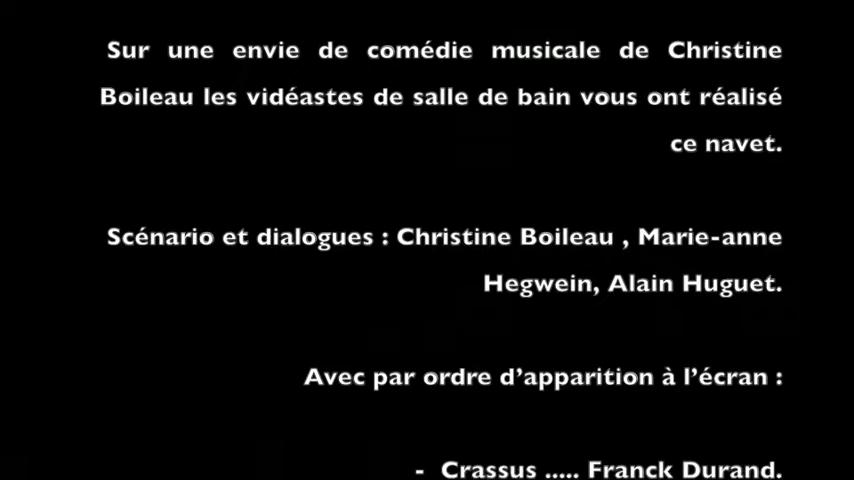 Sur une envie de comédie musicale de Christine
Boileau les vidéastes de salle de bain vous ont réalisé
ce navet.
Scénario et dialogues : Christine Boileau , Marie-anne
Hegwein, Alain Huguet.
Avec par ordre d’apparition à l’écran :
- Crassus ..... Franck Durand.